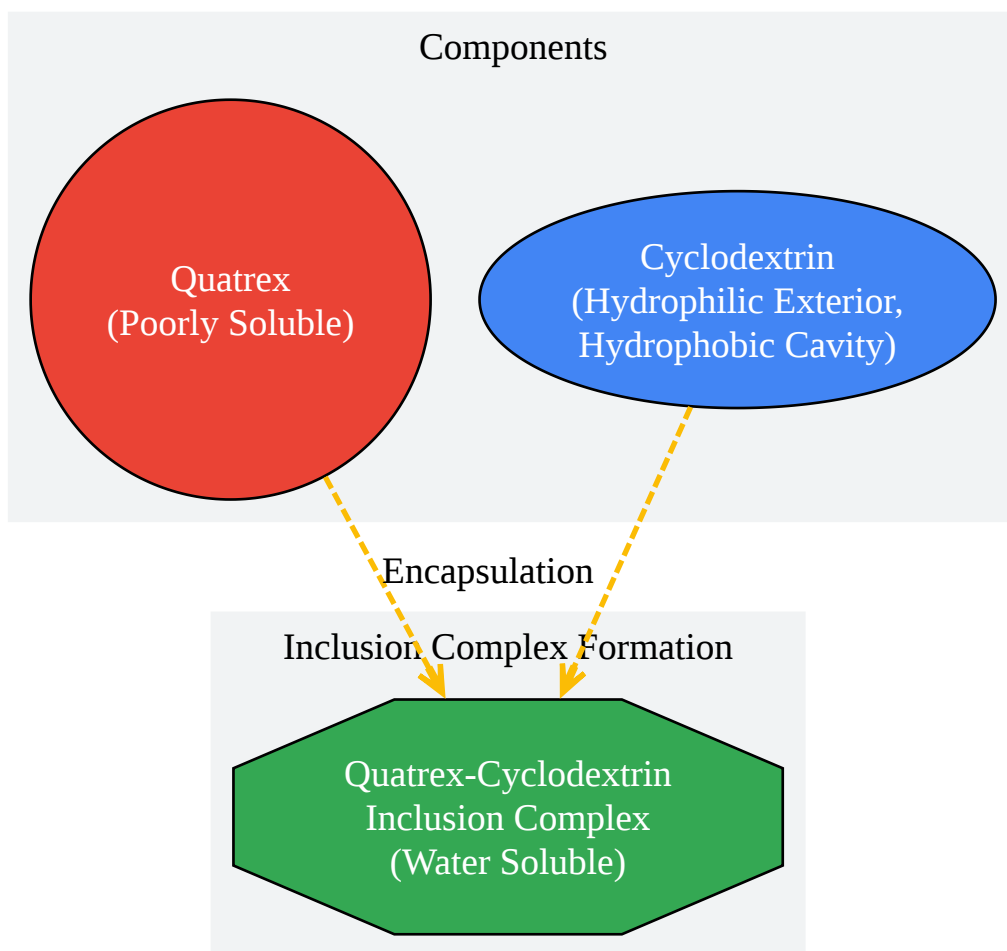 Components
Quatrex
(Poorly Soluble)
Cyclodextrin
(Hydrophilic Exterior,
Hydrophobic Cavity)
Encapsulation
Inclusion Complex Formation
Quatrex-Cyclodextrin
Inclusion Complex
(Water Soluble)